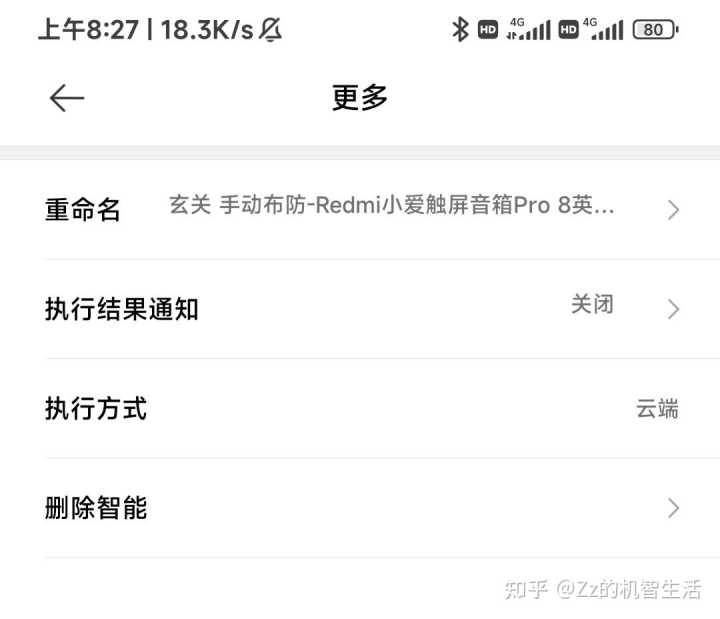 上午8:27 | 18.3K/s HD 4G HD 4G 80
更多
重命名 玄关 手动布防-Redmi小爱触屏音箱Pro 8英...
执行结果通知 关闭
执行方式 云端
删除智能
知乎 @Zz的机智生活